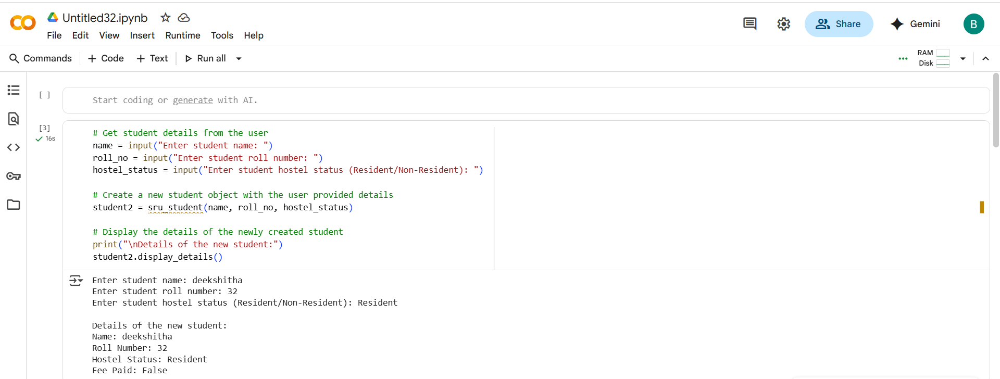 Untitled32.ipynb
File Edit View Insert Runtime Tools Help
Share
Gemini
B
Commands + Code + Text Run all
RAM
Disk
[ ]
Start coding or generate with AI.
[3]
16s
# Get student details from the user
name = input("Enter student name: ")
roll_no = input("Enter student roll number: ")
hostel_status = input("Enter student hostel status (Resident/Non-Resident): ")
# Create a new student object with the user provided details
student2 = sru_student(name, roll_no, hostel_status)
# Display the details of the newly created student
print("\nDetails of the new student:")
student2.display_details()
Enter student name: deekshitha
Enter student roll number: 32
Enter student hostel status (Resident/Non-Resident): Resident
Details of the new student:
Name: deekshitha
Roll Number: 32
Hostel Status: Resident
Fee Paid: False